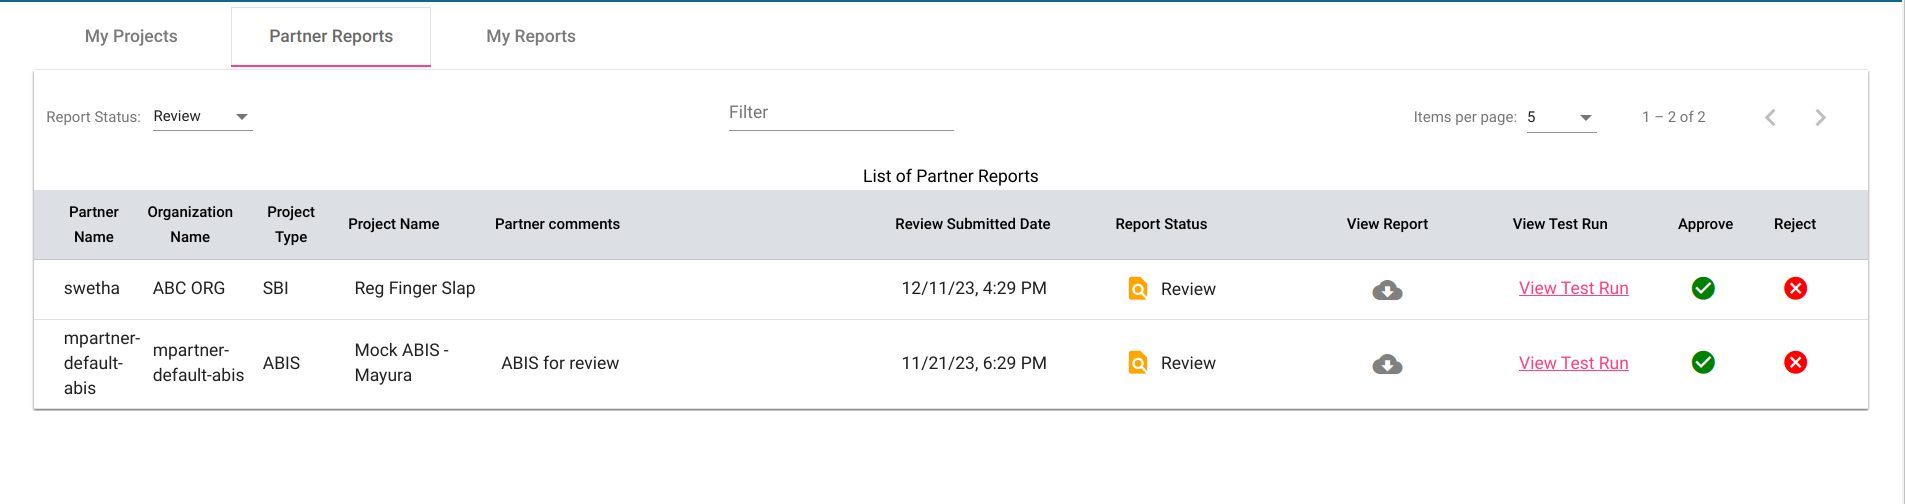 My Projects Partner Reports My Reports
Report Status: Review Filter Items per page: 5 1 – 2 of 2
List of Partner Reports
Partner Name Organization Name Project Type Project Name Partner comments Review Submitted Date Report Status View Report View Test Run Approve Reject
swetha ABC ORG SBI Reg Finger Slap 12/11/23, 4:29 PM Review View Test Run
mpartner-
default-
abis
mpartner-
default-abis
ABIS
Mock ABIS -
Mayura
ABIS for review 11/21/23, 6:29 PM Review View Test Run